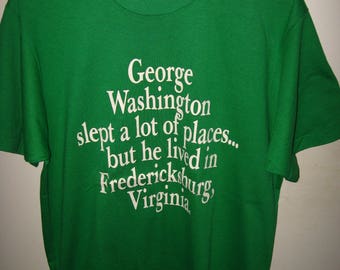 George
Washington
slept a lot of places...
but he lived in
Fredericksburg,
Virginia.